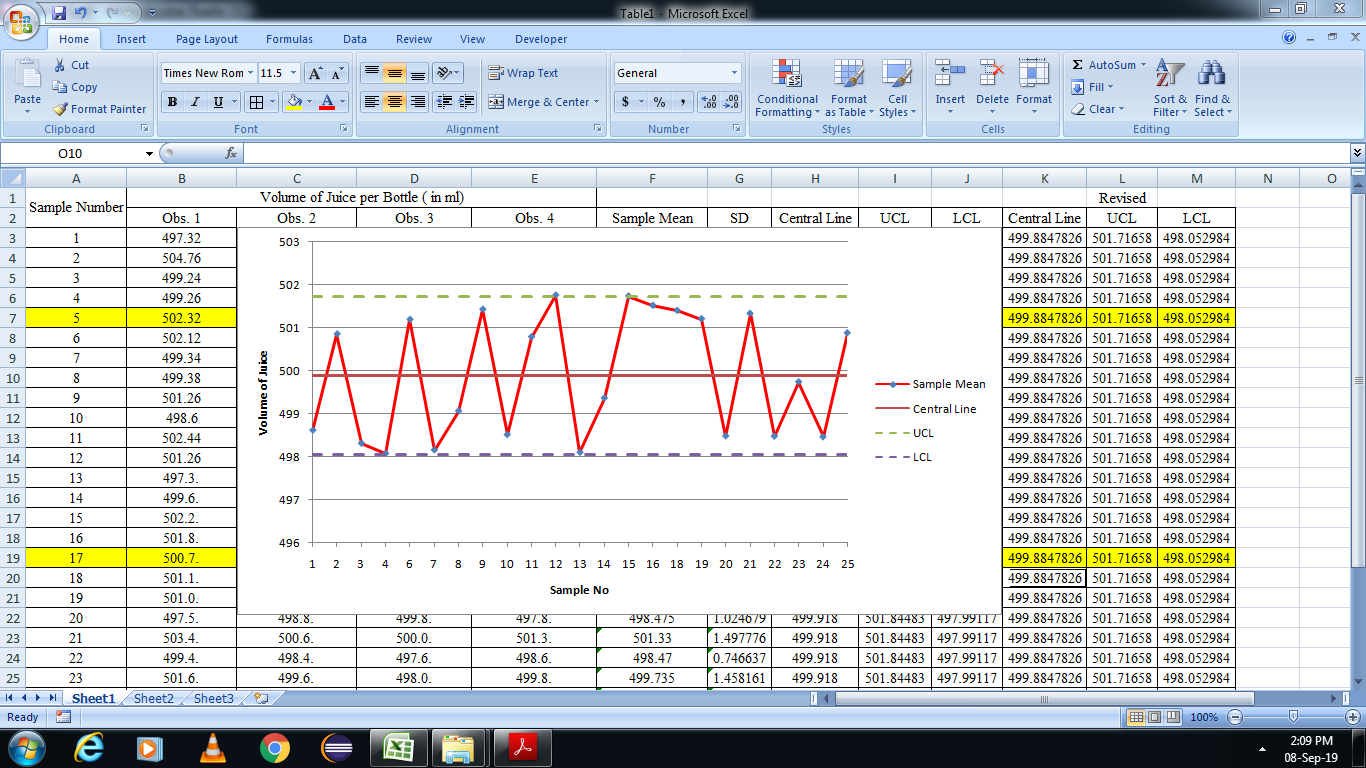 Table1 - Microsoft Excel
Home Insert Page Layout Formulas Data Review View Developer
Paste Cut Copy Format Painter
Times New Rom 11.5
B I U
Wrap Text
Merge & Center
General
$ % ,
Conditional Formatting Format as Table Cell Styles
Insert Delete Format
Σ AutoSum
Fill
Clear
Sort & Filter Find & Select
Clipboard Font Alignment Number Styles Cells Editing
O10 fx
A B C D E F G H I J K L M N O
1 Sample Number Volume of Juice per Bottle ( in ml) Revised
2 Obs. 1 Obs. 2 Obs. 3 Obs. 4 Sample Mean SD Central Line UCL LCL Central Line UCL LCL
3 1 497.32 499.8847826 501.71658 498.052984
4 2 504.76 499.8847826 501.71658 498.052984
5 3 499.24 499.8847826 501.71658 498.052984
6 4 499.26 499.8847826 501.71658 498.052984
7 5 502.32 499.8847826 501.71658 498.052984
8 6 502.12 499.8847826 501.71658 498.052984
9 7 499.34 499.8847826 501.71658 498.052984
10 8 499.38 499.8847826 501.71658 498.052984
11 9 501.26 499.8847826 501.71658 498.052984
12 10 498.6 499.8847826 501.71658 498.052984
13 11 502.44 499.8847826 501.71658 498.052984
14 12 501.26 499.8847826 501.71658 498.052984
15 13 497.3. 499.8847826 501.71658 498.052984
16 14 499.6. 499.8847826 501.71658 498.052984
17 15 502.2. 499.8847826 501.71658 498.052984
18 16 501.8. 499.8847826 501.71658 498.052984
19 17 500.7. 499.8847826 501.71658 498.052984
20 18 501.1. 499.8847826 501.71658 498.052984
21 19 501.0. 499.8847826 501.71658 498.052984
22 20 497.5. 498.8. 499.8. 497.8. 498.475 1.024679 499.918 501.84483 497.99117 499.8847826 501.71658 498.052984
23 21 503.4. 500.6. 500.0. 501.3. 501.33 1.497776 499.918 501.84483 497.99117 499.8847826 501.71658 498.052984
24 22 499.4. 498.4. 497.6. 498.6. 498.47 0.746637 499.918 501.84483 497.99117 499.8847826 501.71658 498.052984
25 23 501.6. 499.6. 498.0. 499.8. 499.735 1.458161 499.918 501.84483 497.99117 499.8847826 501.71658 498.052984
503
502
501
500
499
498
497
496
Volume of Juice
1 2 3 4 6 7 8 9 10 11 12 13 14 15 16 18 19 20 21 22 23 24 25
Sample No
Sample Mean
Central Line
UCL
LCL
Sheet1 Sheet2 Sheet3
Ready 100%
2:09 PM
08-Sep-19